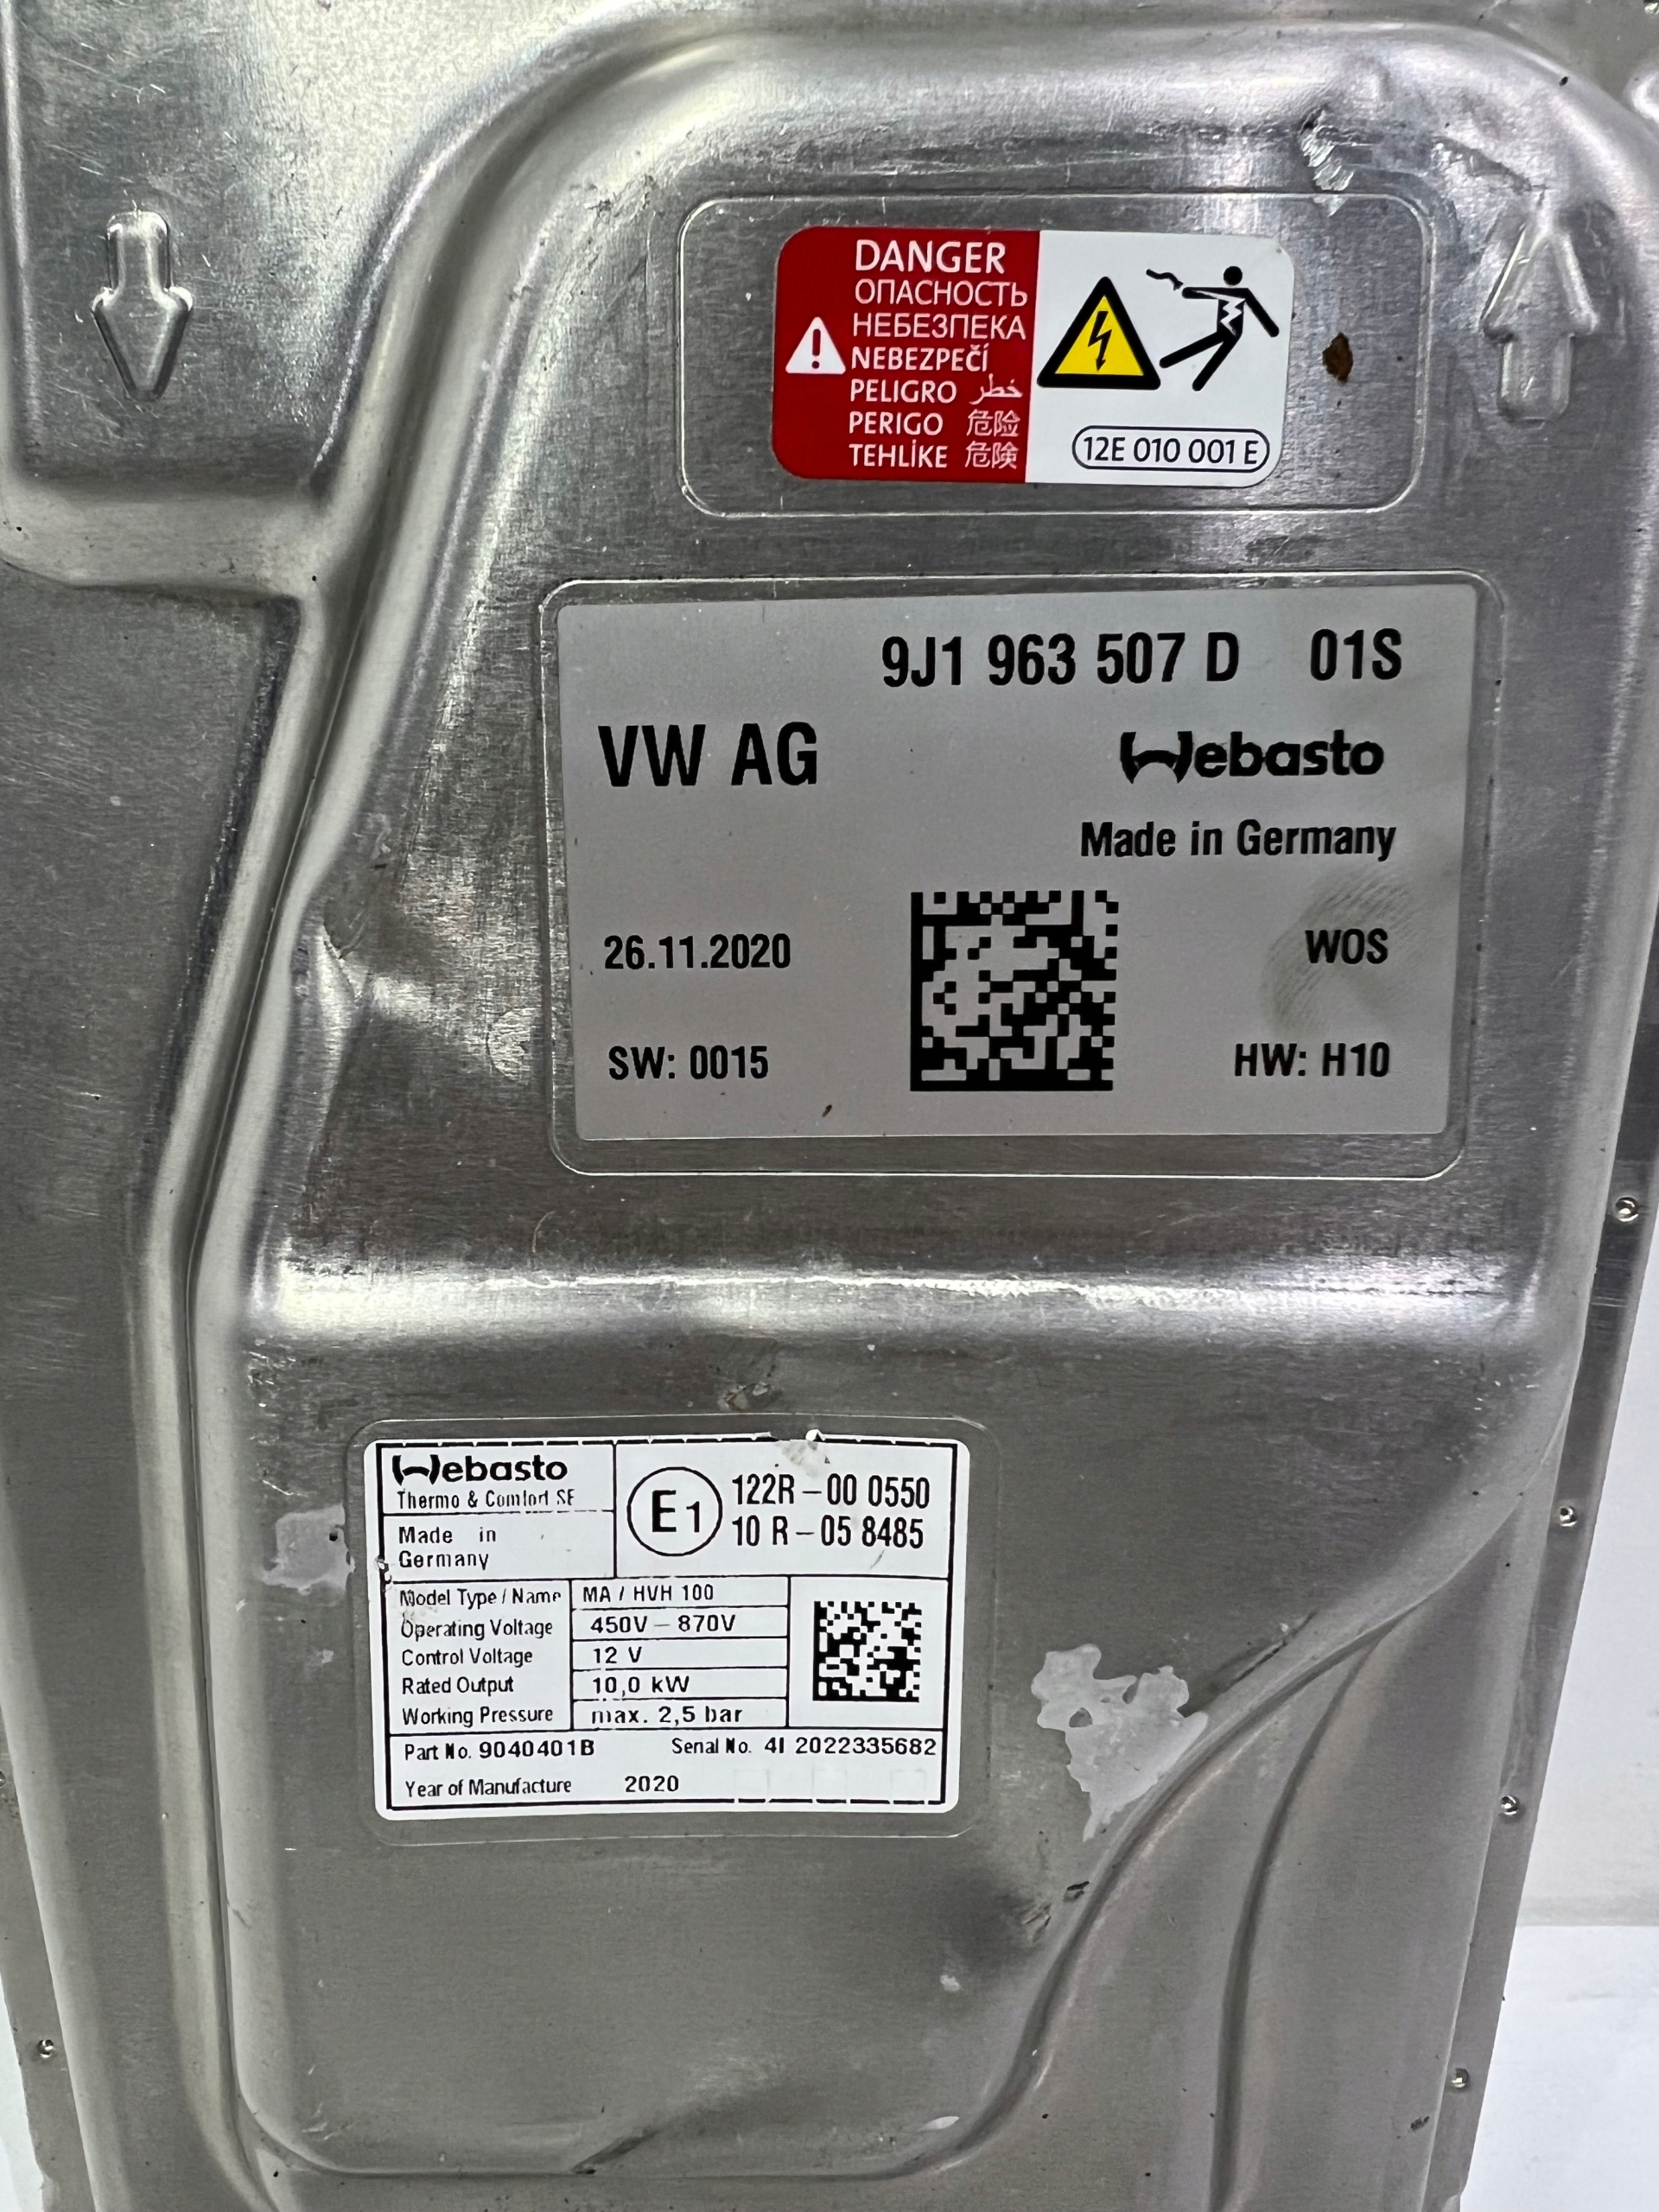 DANGER
ОПАСНОСТЬ
НЕБЕЗПЕКА
NEBEZPEČÍ
PELIGRO خطر
PERIGO 危险
TEHLİKE 危険
12E 010 001 E
9J1 963 507 D 01S
VW AG Webasto
Made in Germany
26.11.2020 WOS
SW: 0015 HW: H10
Webasto
Thermo & Comfort SE
Made in
Germany
E1
122R-00 0550
10 R-05 8485
Model Type / Name MA / HVH 100
Operating Voltage 450V - 870V
Control Voltage 12 V
Rated Output 10,0 kW
Working Pressure max. 2,5 bar
Part No. 9040401B Serial No. 4I 2022335682
Year of Manufacture 2020